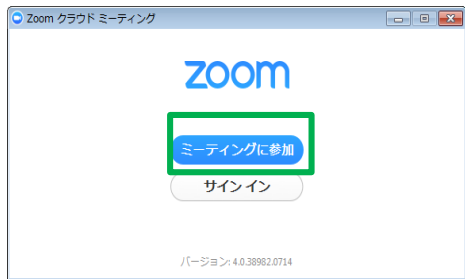 Zoom クラウド ミーティング
zoom
ミーティングに参加
サイン イン
バージョン: 4.0.38982.0714